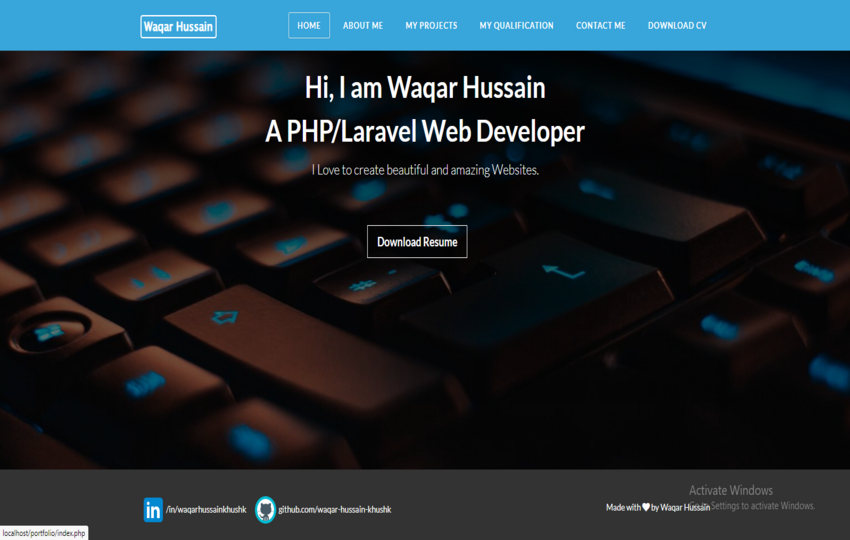 Waqar Hussain
HOME ABOUT ME MY PROJECTS MY QUALIFICATION CONTACT ME DOWNLOAD CV
Hi, I am Waqar Hussain
A PHP/Laravel Web Developer
I Love to create beautiful and amazing Websites.
Download Resume
/in/waqarhussainkhushk
github.com/waqar-hussain-khushk
Made with by Waqar Hussain
Activate Windows
Settings to activate Windows.
localhost/portfolio/index.php